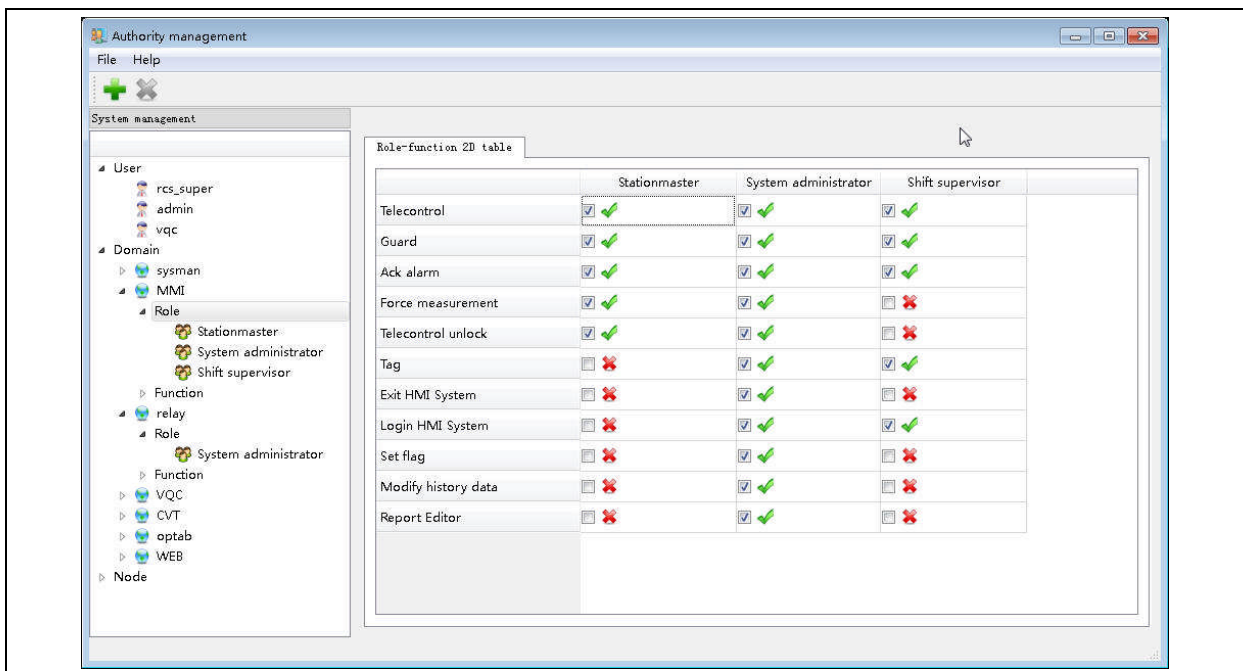 Authority management
File Help
System management
User
rcs_super
admin
vqc
Domain
sysman
MMI
Role
Stationmaster
System administrator
Shift supervisor
Function
relay
Role
System administrator
Function
VQC
CVT
optab
WEB
Node
Role-function 2D table
Stationmaster System administrator Shift supervisor
Telecontrol
Guard
Ack alarm
Force measurement
Telecontrol unlock
Tag
Exit HMI System
Login HMI System
Set flag
Modify history data
Report Editor